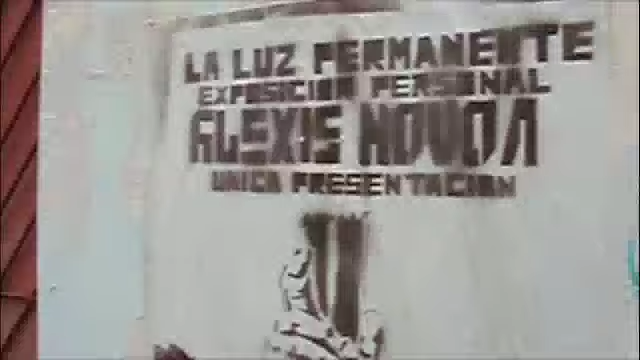 LA LUZ PERMANENTE
EXPOSICION PERSONAL
ALEXIS NOVOA
UNICA PRESENTACION